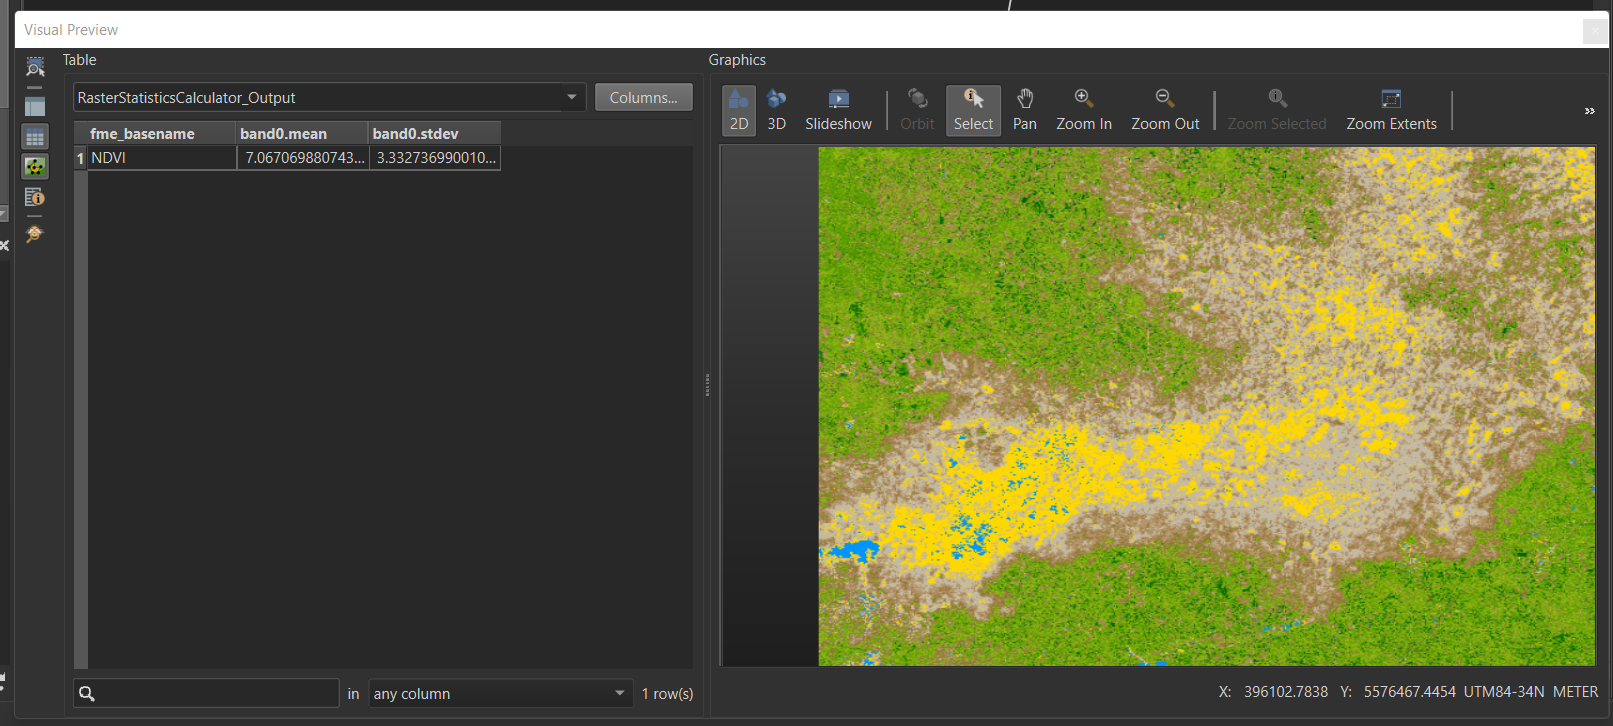 Visual Preview
Table
RasterStatisticsCalculator_Output
Columns...
fme_basename band0.mean band0.stdev
1 NDVI 7.067069880743... 3.332736990010...
in any column 1 row(s)
Graphics
2D 3D Slideshow Orbit Select Pan Zoom In Zoom Out Zoom Selected Zoom Extents »
X: 396102.7838 Y: 5576467.4454 UTM84-34N METER